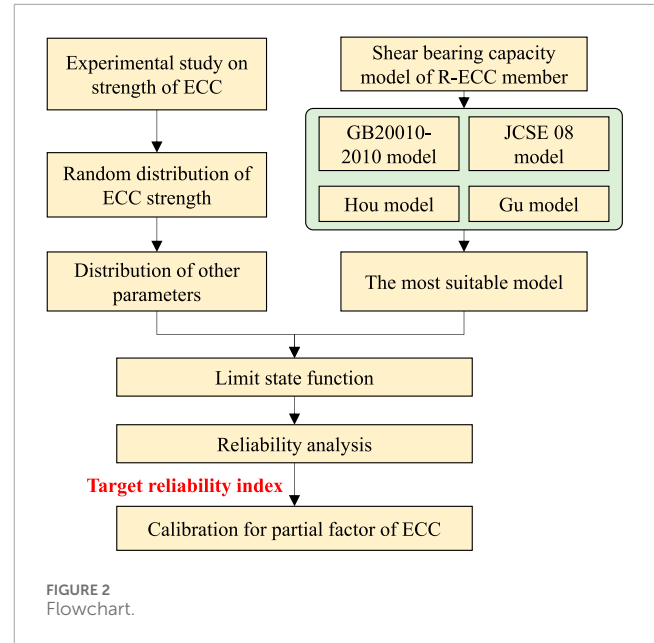 Experimental study on
strength of ECC
Random distribution of
ECC strength
Distribution of other
parameters
Shear bearing capacity
model of R-ECC member
GB20010-
2010 model
JCSE 08
model
Hou model
Gu model
The most suitable model
Limit state function
Reliability analysis
Target reliability index
Calibration for partial factor of ECC
FIGURE 2
Flowchart.